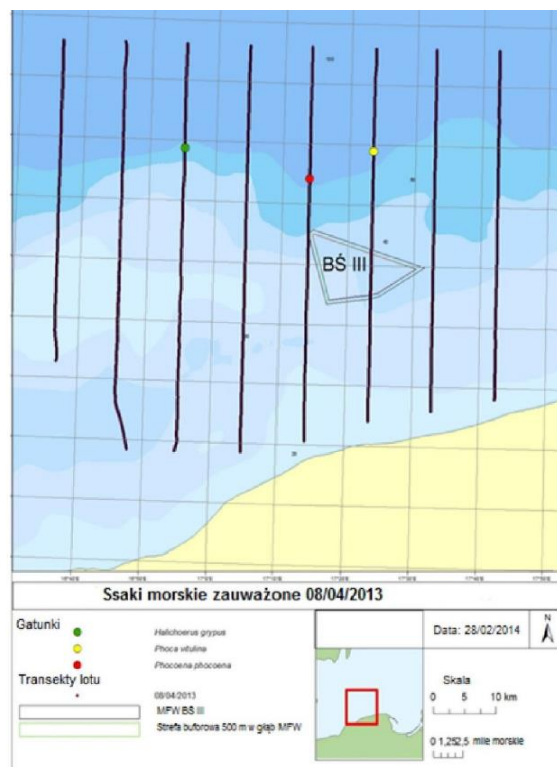 BŚ III
Ssaki morskie zauważone 08/04/2013
Gatunki
Halichoerus grypus
Phoca vitulina
Phocoena phocoena
Transekty lotu
08/04/2013
MFW BŚ III
Strefa buforowa 500 m w głąb MFW
Data: 28/02/2014
N
Skala
0 5 10 km
0 1,25 2,5 mile morskie